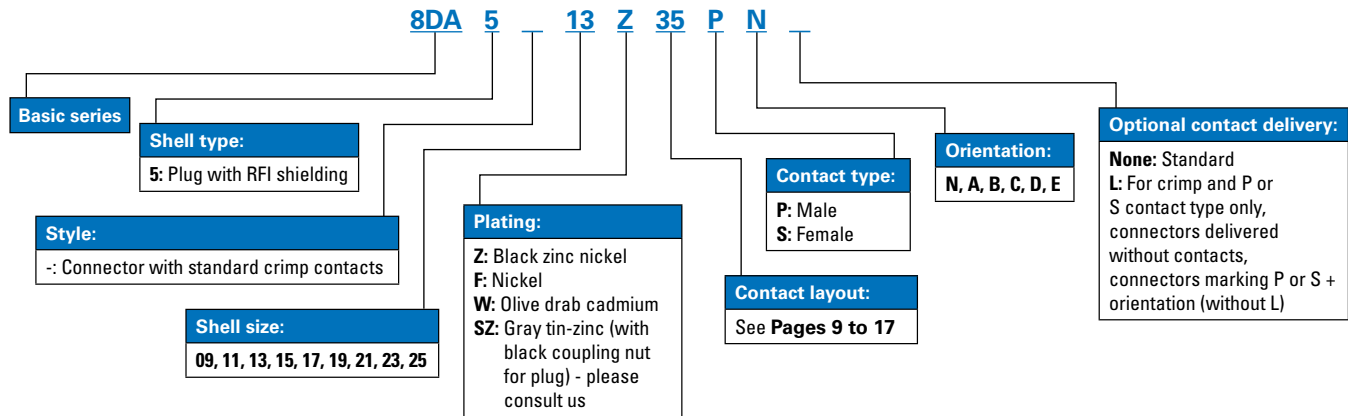 8DA 5 _ 13 Z 35 P N _
Basic series
Shell type:
5: Plug with RFI shielding
Style:
-: Connector with standard crimp contacts
Shell size:
09, 11, 13, 15, 17, 19, 21, 23, 25
Plating:
Z: Black zinc nickel
F: Nickel
W: Olive drab cadmium
SZ: Gray tin-zinc (with
black coupling nut
for plug) - please
consult us
Contact layout:
See Pages 9 to 17
Contact type:
P: Male
S: Female
Orientation:
N, A, B, C, D, E
Optional contact delivery:
None: Standard
L: For crimp and P or
S contact type only,
connectors delivered
without contacts,
connectors marking P or S +
orientation (without L)